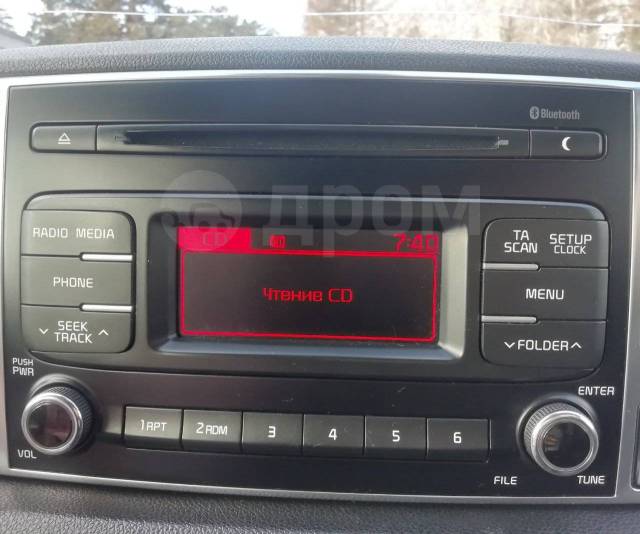 дром
Bluetooth
RADIO MEDIA
PHONE
SEEK
TRACK
CD
7:40
Чтение CD
TA
SCAN
SETUP
CLOCK
MENU
FOLDER
PUSH
PWR
VOL
1 RPT
2 RDM
3
4
5
6
ENTER
FILE
TUNE